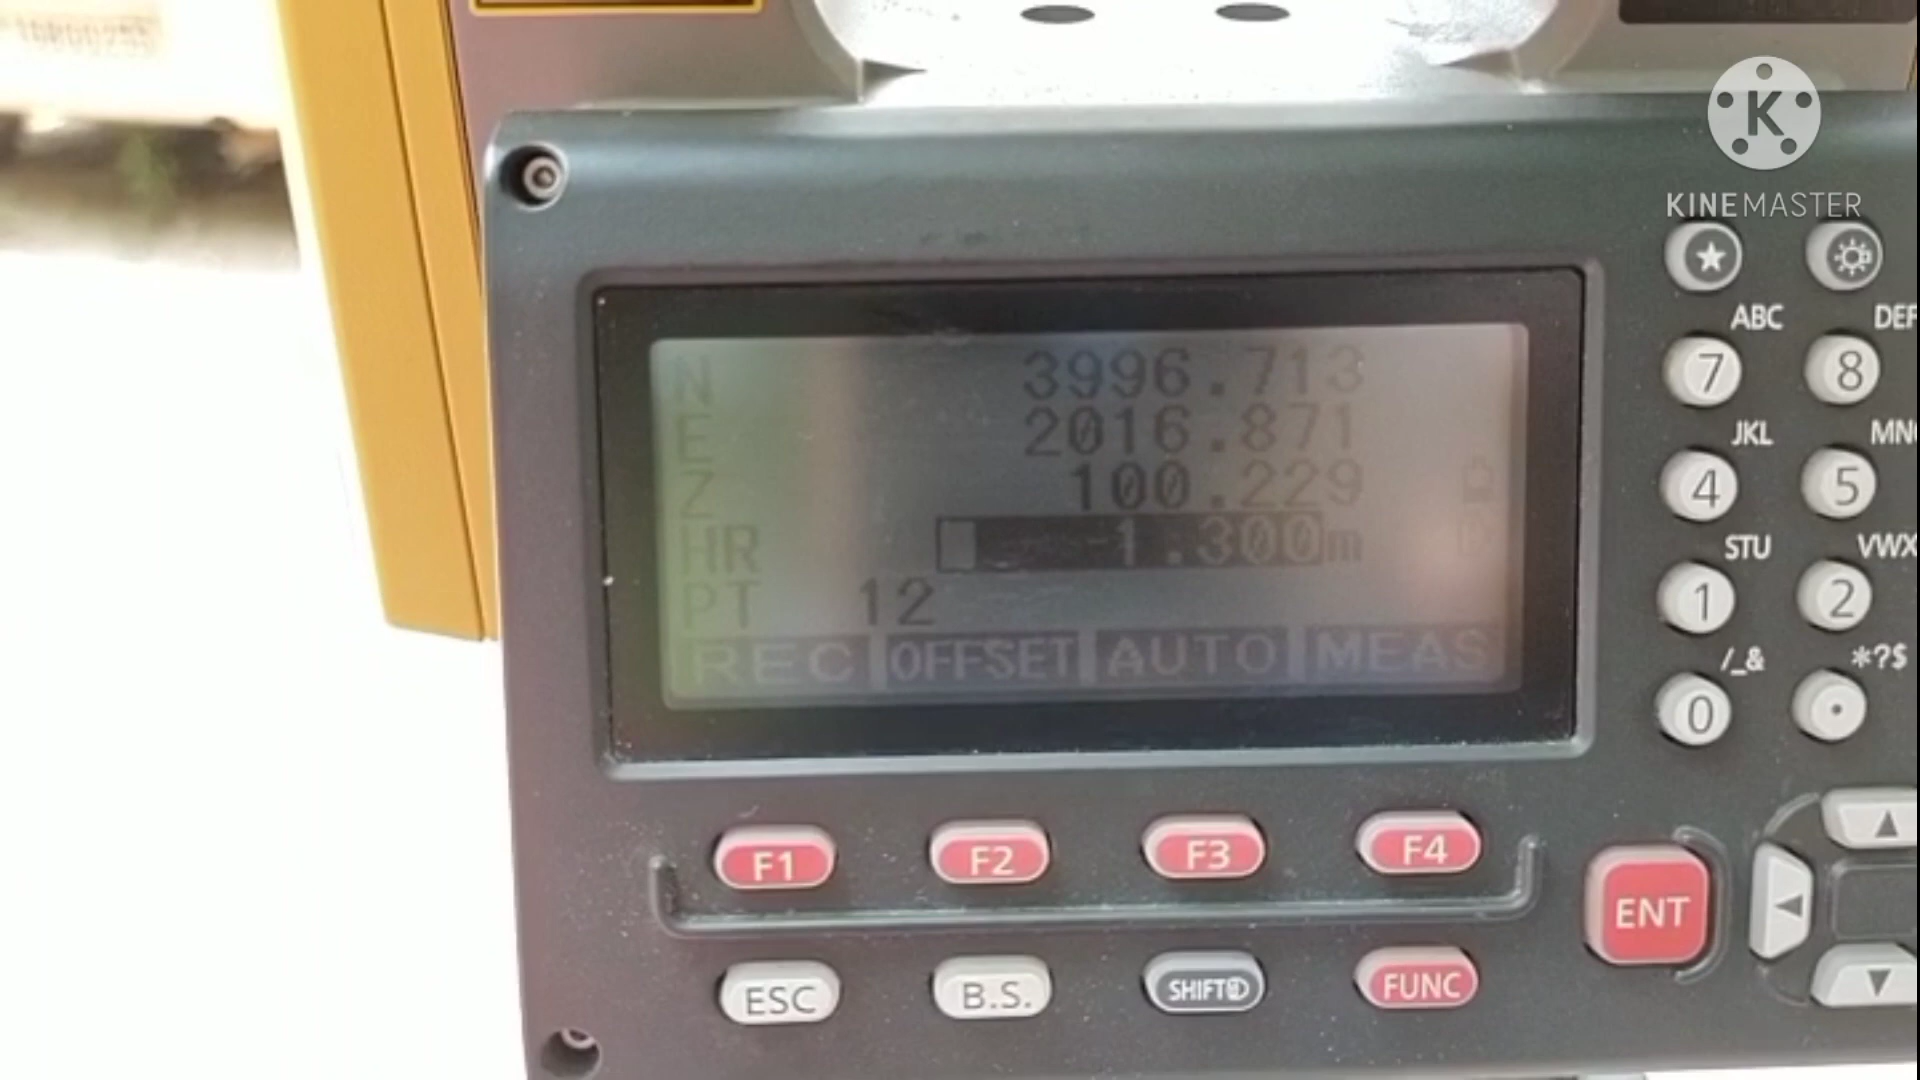 K
KINEMASTER
N 3996.713
E 2016.871
Z 100.229
HR 1.300m
PT 12
REC OFFSET AUTO MEAS
ABC DEF
7 8
JKL MN
4 5
STU VWX
1 2
/_& *?$
0 .
F1 F2 F3 F4
ENT
ESC B.S. SHIFT FUNC